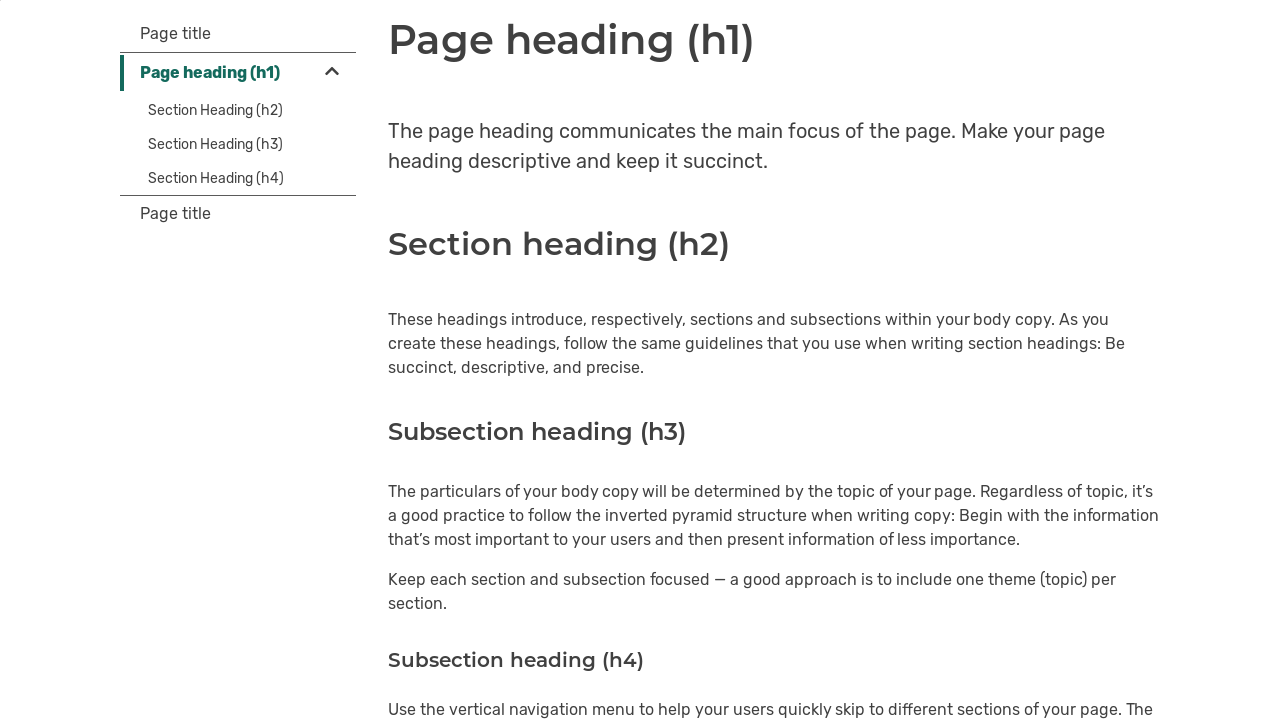 Page title
Page heading (h1)
Section Heading (h2)
Section Heading (h3)
Section Heading (h4)
Page title
Page heading (h1)
The page heading communicates the main focus of the page. Make your page
heading descriptive and keep it succinct.
Section heading (h2)
These headings introduce, respectively, sections and subsections within your body copy. As you
create these headings, follow the same guidelines that you use when writing section headings: Be
succinct, descriptive, and precise.
Subsection heading (h3)
The particulars of your body copy will be determined by the topic of your page. Regardless of topic, it’s
a good practice to follow the inverted pyramid structure when writing copy: Begin with the information
that’s most important to your users and then present information of less importance.
Keep each section and subsection focused — a good approach is to include one theme (topic) per
section.
Subsection heading (h4)
Use the vertical navigation menu to help your users quickly skip to different sections of your page. The